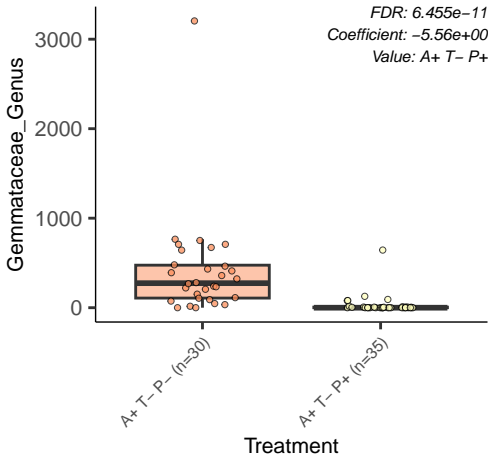 FDR: 6.455e−11
Coefficient: −5.56e+00
Value: A+ T− P+
Gemmataceae_Genus
3000
2000
1000
0
A+ T− P− (n=30)
A+ T− P+ (n=35)
Treatment